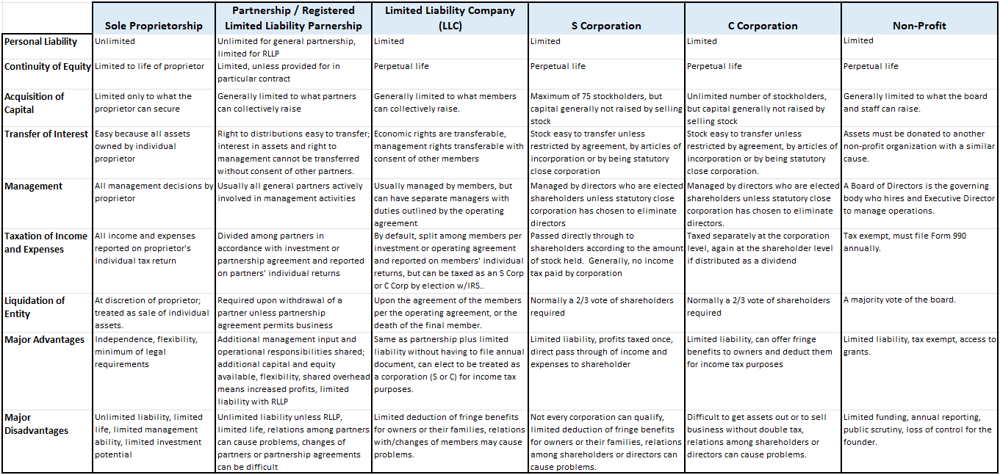 Sole Proprietorship
Partnership / Registered
Limited Liability Parnership
Limited Liability Company
(LLC)
S Corporation
C Corporation
Non-Profit
Personal Liability
Unlimited
Unlimited for general partnership,
limited for RLLP
Limited
Limited
Limited
Limited
Continuity of Equity
Limited to life of proprietor
Limited, unless provided for in
particular contract
Perpetual life
Perpetual life
Perpetual life
Perpetual life
Acquisition of
Capital
Limited only to what the
proprietor can secure
Generally limited to what partners
can collectively raise
Generally limited to what members
can collectively raise.
Maximum of 75 stockholders, but
capital generally not raised by selling
stock
Unlimited number of stockholders,
but capital generally not raised by
selling stock
Generally limited to what the board
and staff can raise.
Transfer of Interest
Easy because all assets
owned by individual
proprietor
Right to distributions easy to transfer;
interest in assets and right to
management cannot be transferred
without consent of other partners.
Economic rights are transferable,
management rights transferable with
consent of other members
Stock easy to transfer unless
restricted by agreement, by articles of
incorporation or by being statutory
close corporation
Stock easy to transfer unless
restricted by agreement, by articles of
incorporation or by being statutory
close corporation.
Assets must be donated to another
non-profit organization with a similar
cause.
Management
All management decisions by
proprietor
Usually all general partners actively
involved in management activities
Usually managed by members, but
can have separate managers with
duties outlined by the operating
agreement
Managed by directors who are elected
shareholders unless statutory close
corporation has chosen to eliminate
directors
Managed by directors who are elected
shareholders unless statutory close
corporation has chosen to eliminate
directors.
A Board of Directors is the governing
body who hires and Executive Director
to manage operations.
Taxation of Income
and Expenses
All income and expenses
reported on proprietor's
individual tax return
Divided among partners in
accordance with investment or
partnership agreement and reported
on partners' individual returns
By default, split among members per
investment or operating agreement
and reported on members' individual
returns, but can be taxed as an S Corp
or C Corp by election w/IRS..
Passed directly through to
shareholders according to the amount
of stock held.  Generally, no income
tax paid by corporation
Taxed separately at the corporation
level, again at the shareholder level
if distributed as a dividend
Tax exempt, must file Form 990
annually.
Liquidation of
Entity
At discretion of proprietor;
treated as sale of individual
assets.
Required upon withdrawal of a
partner unless partnership
agreement permits business
Upon the agreement of the members
per the operating agreement, or the
death of the final member.
Normally a 2/3 vote of shareholders
required
Normally a 2/3 vote of shareholders
required
A majority vote of the board.
Major Advantages
Independence, flexibility,
minimum of legal
requirements
Additional management input and
operational responsibilities shared;
additional capital and equity
available, flexibility, shared overhead
means increased profits, limited
liability with RLLP
Same as partnership plus limited
liability without having to file annual
document, can elect to be treated as
a corporation (S or C) for income tax
purposes.
Limited liability, profits taxed once,
direct pass through of income and
expenses to shareholder
Limited liability, can offer fringe
benefits to owners and deduct them
for income tax purposes
Limited liability, tax exempt, access to
grants.
Major
Disadvantages
Unlimited liability, limited
life, limited management
ability, limited investment
potential
Unlimited liability unless RLLP,
limited life, relations among partners
can cause problems, changes of
partners or partnership agreements
can be difficult
Limited deduction of fringe benefits
for owners or their families, relations
with/changes of members may cause
problems.
Not every corporation can qualify,
limited deduction of fringe benefits
for owners or their families, relations
among shareholders or directors can
cause problems.
Difficult to get assets out or to sell
business without double tax,
relations among shareholders or
directors can cause problems.
Limited funding, annual reporting,
public scrutiny, loss of control for the
founder.